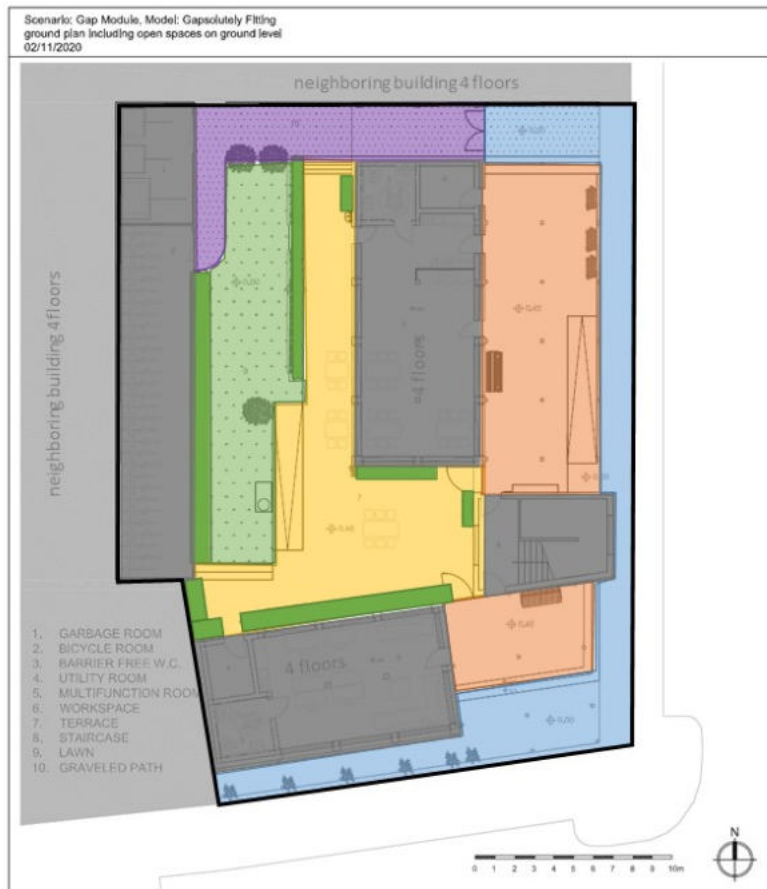 Scenario: Gap Module, Model: Gapsolutely Fitting
ground plan including open spaces on ground level
02/11/2020
neighboring building 4 floors
neighboring building 4 floors
4 floors
4 floors
1. GARBAGE ROOM
2. BICYCLE ROOM
3. BARRIER FREE W.C.
4. UTILITY ROOM
5. MULTIFUNCTION ROOM
6. WORKSPACE
7. TERRACE
8. STAIRCASE
9. LAWN
10. GRAVELED PATH
N
0 1 2 3 4 5 6 7 8 9 10m